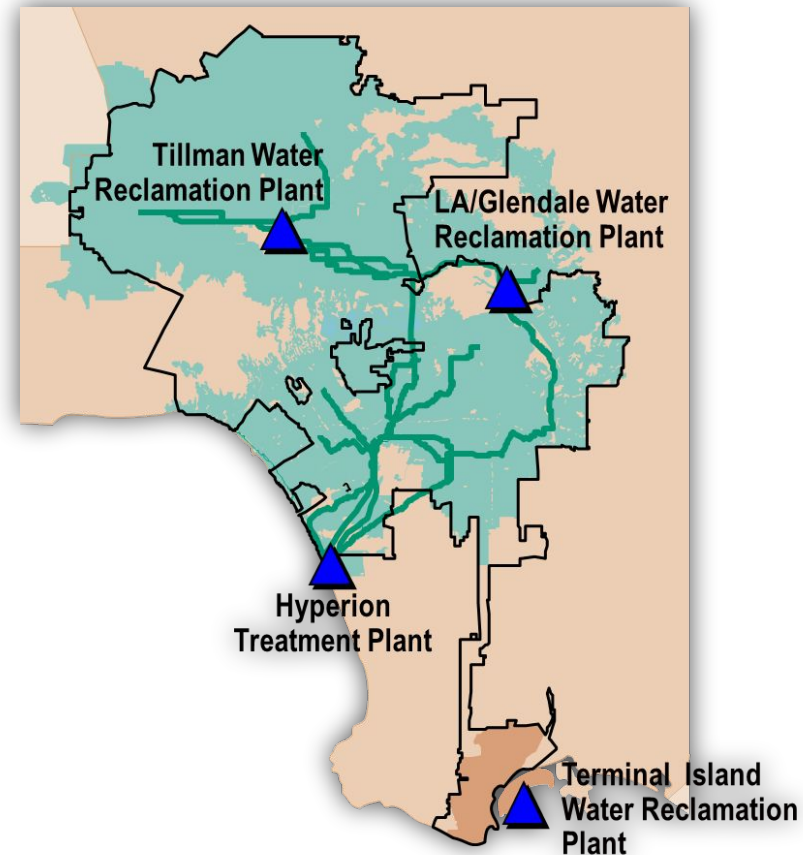 Tillman Water
Reclamation Plant
LA/Glendale Water
Reclamation Plant
Hyperion
Treatment Plant
Terminal Island
Water Reclamation
Plant